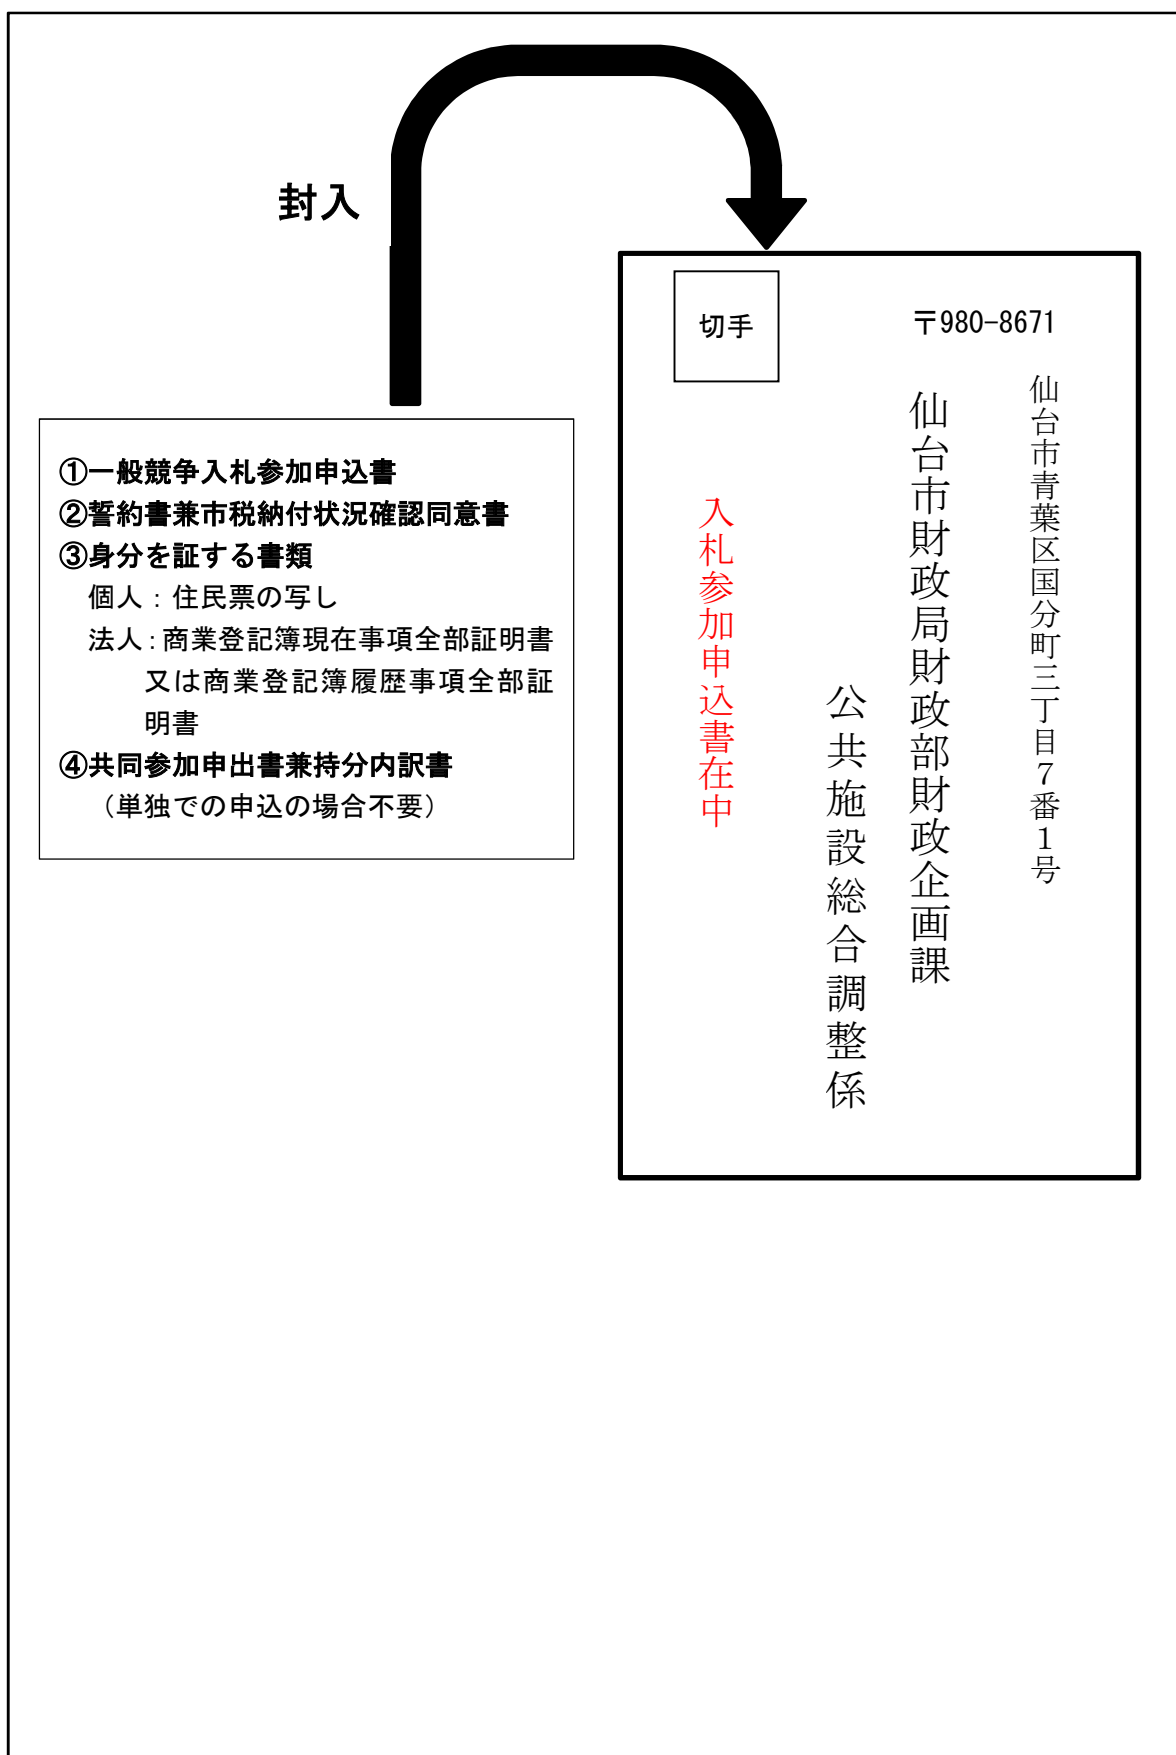 封入
①一般競争入札参加申込書
②誓約書兼市税納付状況確認同意書
③身分を証する書類
個人：住民票の写し
法人：商業登記簿現在事項全部証明書
又は商業登記簿履歴事項全部証
明書
④共同参加申出書兼持分内訳書
（単独での申込の場合不要）
切手
〒980-8671
仙台市青葉区国分町三丁目７番１号
仙台市財政局財政部財政企画課
公共施設総合調整係
入札参加申込書在中